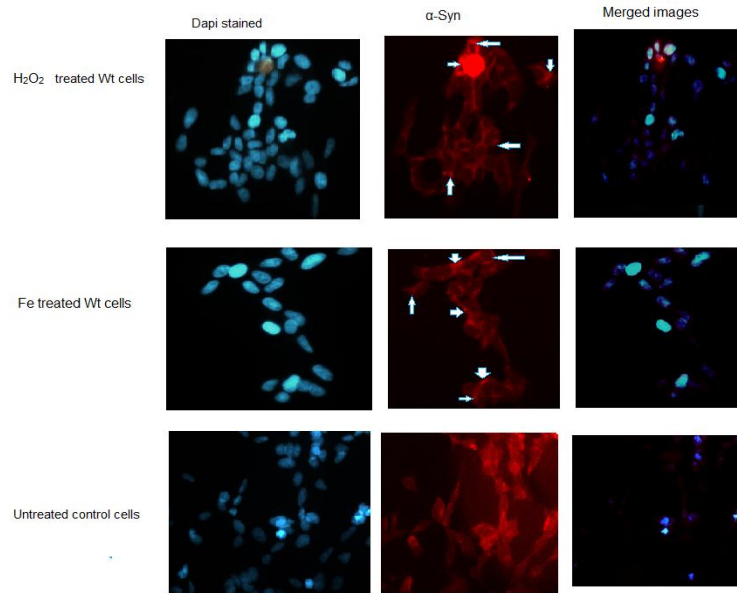 Dapi stained
α-Syn
Merged images
H₂O₂ treated Wt cells
Fe treated Wt cells
Untreated control cells